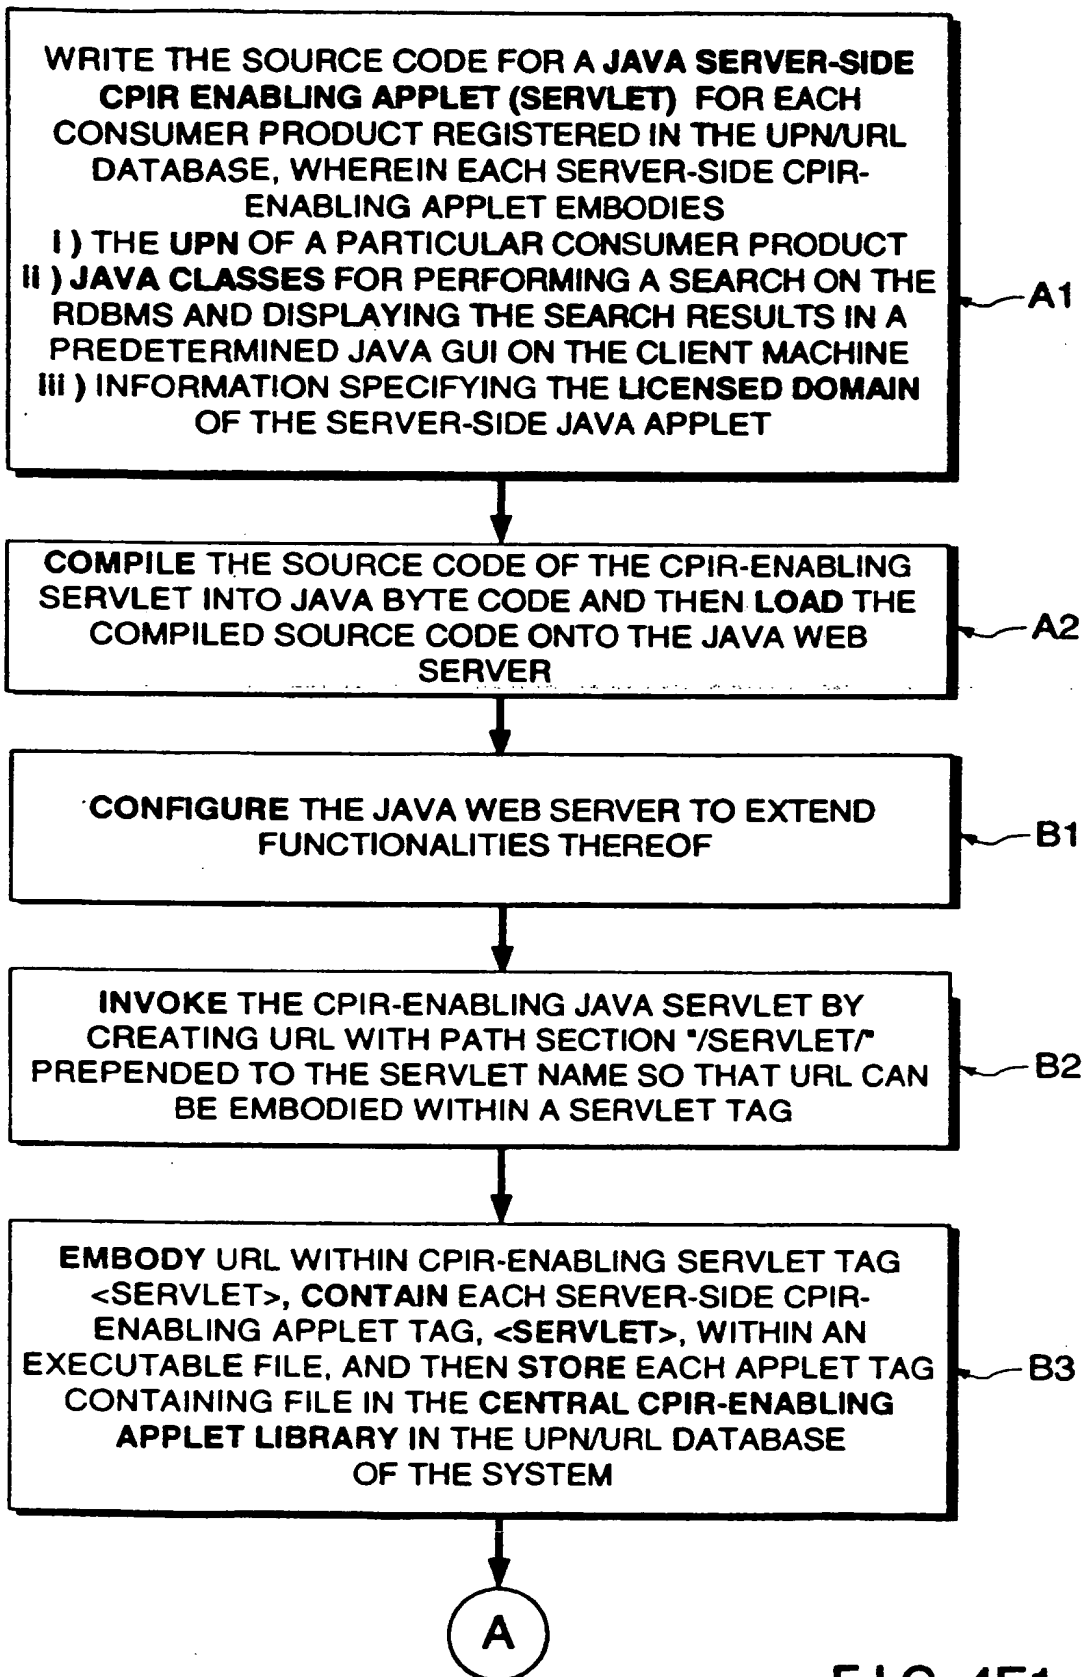 WRITE THE SOURCE CODE FOR A JAVA SERVER-SIDE
CPIR ENABLING APPLET (SERVLET) FOR EACH
CONSUMER PRODUCT REGISTERED IN THE UPN/URL
DATABASE, WHEREIN EACH SERVER-SIDE CPIR-
ENABLING APPLET EMBODIES
i ) THE UPN OF A PARTICULAR CONSUMER PRODUCT
ii ) JAVA CLASSES FOR PERFORMING A SEARCH ON THE
RDBMS AND DISPLAYING THE SEARCH RESULTS IN A
PREDETERMINED JAVA GUI ON THE CLIENT MACHINE
iii ) INFORMATION SPECIFYING THE LICENSED DOMAIN
OF THE SERVER-SIDE JAVA APPLET
A1
COMPILE THE SOURCE CODE OF THE CPIR-ENABLING
SERVLET INTO JAVA BYTE CODE AND THEN LOAD THE
COMPILED SOURCE CODE ONTO THE JAVA WEB
SERVER
A2
CONFIGURE THE JAVA WEB SERVER TO EXTEND
FUNCTIONALITIES THEREOF
B1
INVOKE THE CPIR-ENABLING JAVA SERVLET BY
CREATING URL WITH PATH SECTION "/SERVLET/"
PREPENDED TO THE SERVLET NAME SO THAT URL CAN
BE EMBODIED WITHIN A SERVLET TAG
B2
EMBODY URL WITHIN CPIR-ENABLING SERVLET TAG
<SERVLET>, CONTAIN EACH SERVER-SIDE CPIR-
ENABLING APPLET TAG, <SERVLET>, WITHIN AN
EXECUTABLE FILE, AND THEN STORE EACH APPLET TAG
CONTAINING FILE IN THE CENTRAL CPIR-ENABLING
APPLET LIBRARY IN THE UPN/URL DATABASE
OF THE SYSTEM
B3
A
FIG. 4F1